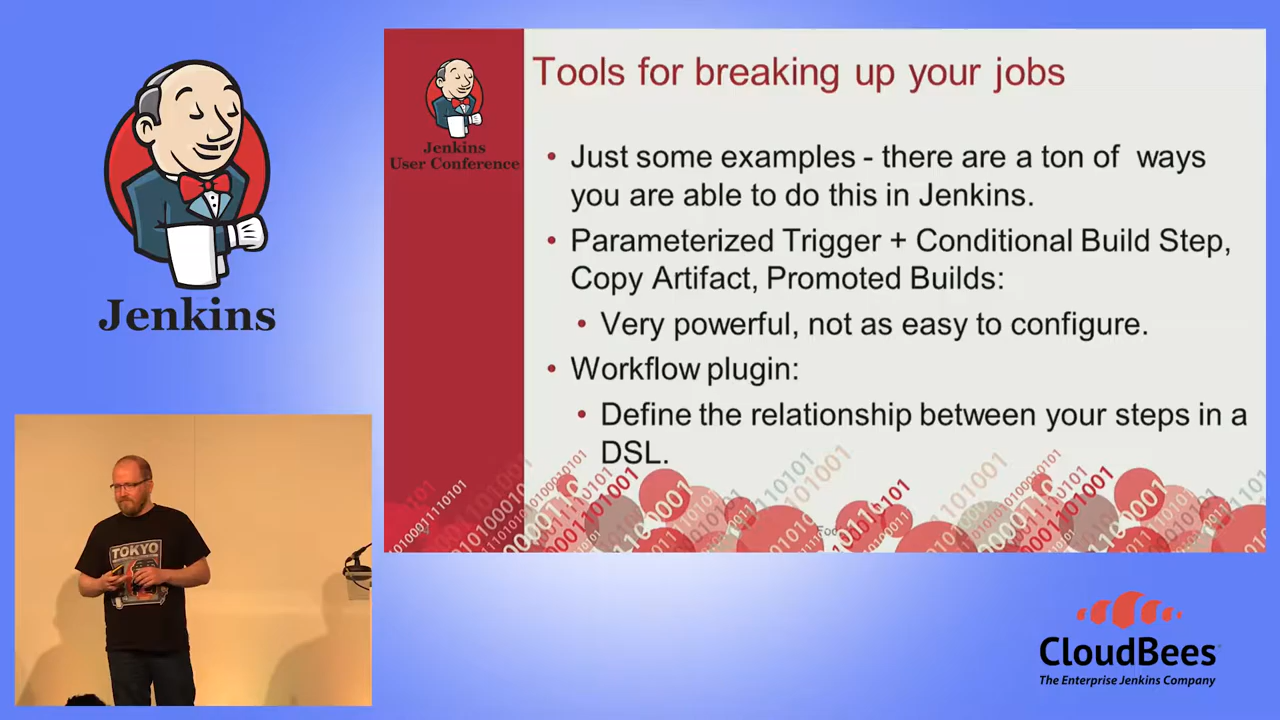 Jenkins
Jenkins
User Conference
Tools for breaking up your jobs
• Just some examples - there are a ton of ways
you are able to do this in Jenkins.
• Parameterized Trigger + Conditional Build Step,
Copy Artifact, Promoted Builds:
• Very powerful, not as easy to configure.
• Workflow plugin:
• Define the relationship between your steps in a
DSL.
TOKYO
CloudBees
The Enterprise Jenkins Company